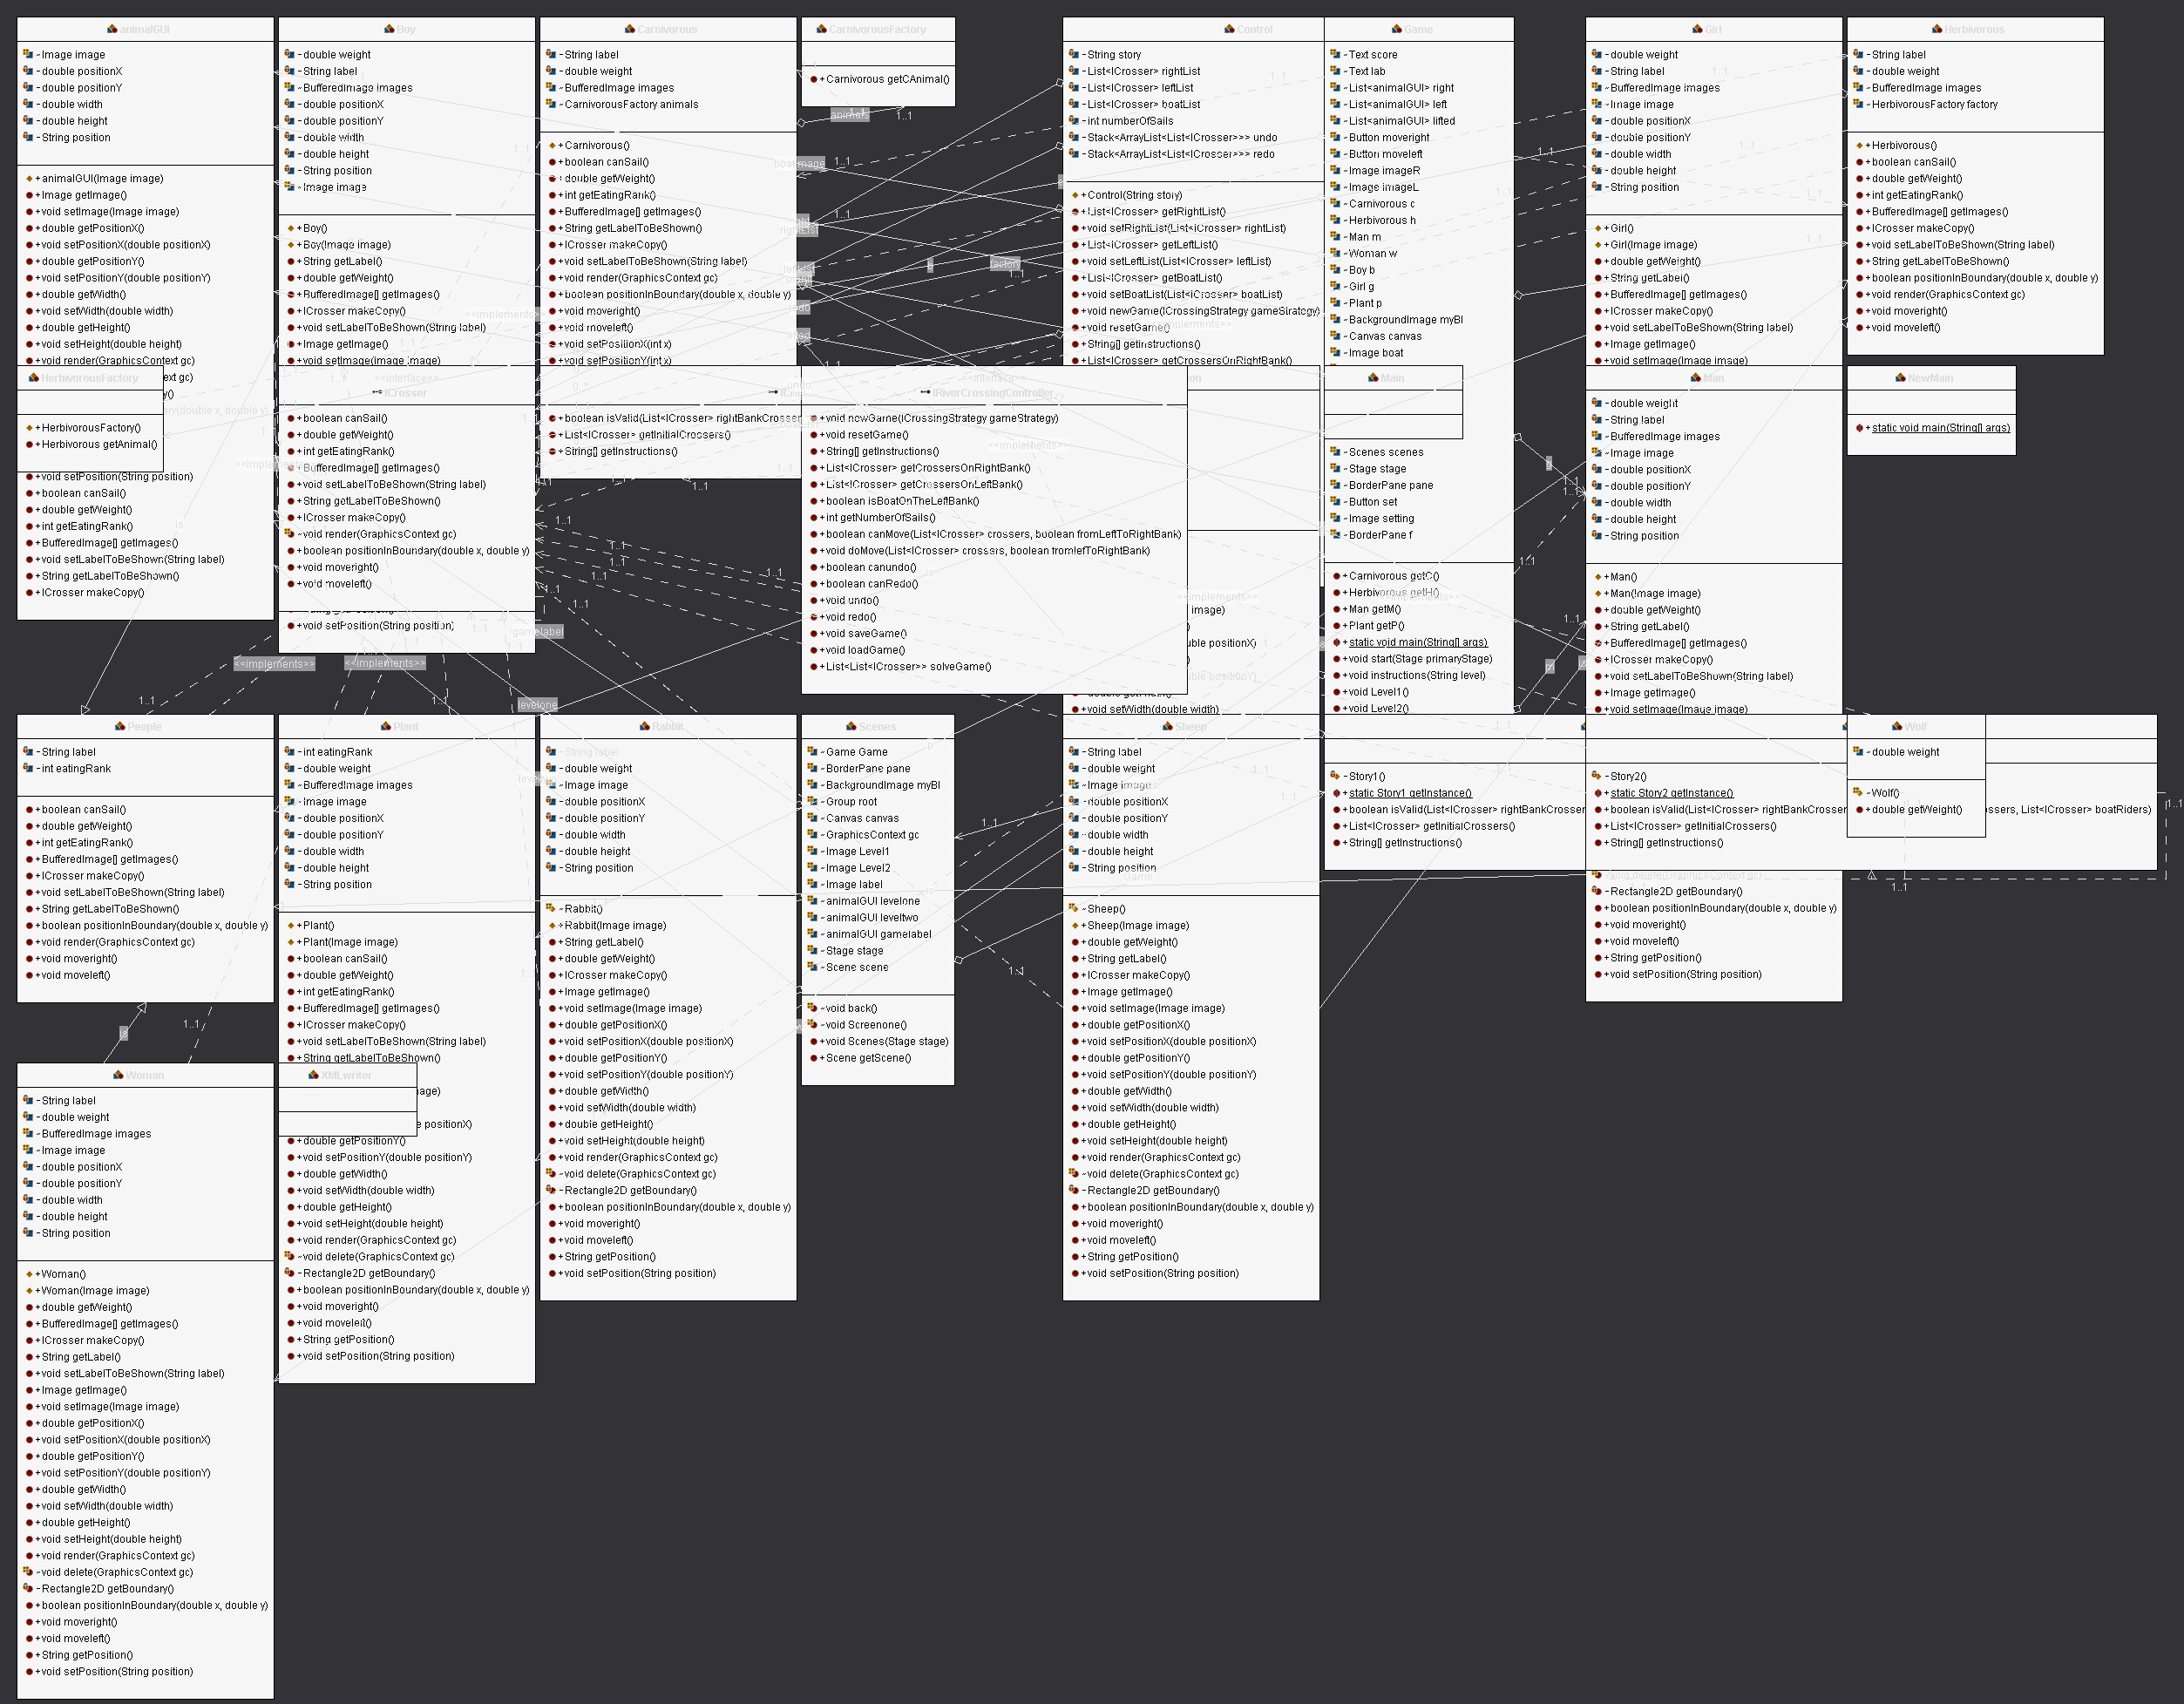 animalGUI
~Image image
-double positionX
-double positionY
-double width
-double height
-String position
+animalGUI(Image image)
+Image getImage()
+void setImage(Image image)
+double getPositionX()
+void setPositionX(double positionX)
+double getPositionY()
+void setPositionY(double positionY)
+double getWidth()
+void setWidth(double width)
+double getHeight()
+void setHeight(double height)
+void render(GraphicsContext gc)
+void setPosition(String position)
+boolean canSail()
+double getWeight()
+int getEatingRank()
+BufferedImage[] getImages()
+void setLabelToBeShown(String label)
+String getLabelToBeShown()
+ICrosser makeCopy()
HerbivorousFactory
+HerbivorousFactory()
+Herbivorous getAnimal()
Boy
-double weight
-String label
~BufferedImage images
-double positionX
-double positionY
-double width
-double height
-String position
~Image image
+Boy()
+Boy(Image image)
+String getLabel()
+double getWeight()
+BufferedImage[] getImages()
+ICrosser makeCopy()
+void setLabelToBeShown(String label)
+Image getImage()
+void setImage(Image image)
+void setPosition(String position)
<<interface>>
ICrosser
+boolean canSail()
+double getWeight()
+int getEatingRank()
+BufferedImage[] getImages()
+void setLabelToBeShown(String label)
+String getLabelToBeShown()
+ICrosser makeCopy()
~void render(GraphicsContext gc)
+boolean positionInBoundary(double x, double y)
+void moveright()
+void moveleft()
Carnivorous
-String label
-double weight
~BufferedImage images
~CarnivorousFactory animals
+Carnivorous()
+boolean canSail()
+double getWeight()
+int getEatingRank()
+BufferedImage[] getImages()
+String getLabelToBeShown()
+ICrosser makeCopy()
+void setLabelToBeShown(String label)
+void render(GraphicsContext gc)
+boolean positionInBoundary(double x, double y)
+void moveright()
+void moveleft()
+void setPositionX(int x)
+void setPositionY(int x)
+boolean isValid(List<ICrosser> rightBankCrosser
+List<ICrosser> getInitialCrossers()
+String[] getInstructions()
CarnivorousFactory
+Carnivorous getCAnimal()
<<interface>>
IRiverCrossingController
+void newGame(ICrossingStrategy gameStrategy)
+void resetGame()
+String[] getInstructions()
+List<ICrosser> getCrossersOnRightBank()
+List<ICrosser> getCrossersOnLeftBank()
+boolean isBoatOnTheLeftBank()
+int getNumberOfSails()
+boolean canMove(List<ICrosser> crossers, boolean fromLeftToRightBank)
+void doMove(List<ICrosser> crossers, boolean fromlefToRightBank)
+boolean canundo()
+boolean canRedo()
+void undo()
+void redo()
+void saveGame()
+void loadGame()
+List<List<ICrosser>> solveGame()
Control
-String story
-List<ICrosser> rightList
-List<ICrosser> leftList
-List<ICrosser> boatList
-int numberOfSails
-Stack<ArrayList<List<ICrosser>>> undo
-Stack<ArrayList<List<ICrosser>>> redo
+Control(String story)
+List<ICrosser> getRightList()
+void setRightList(List<ICrosser> rightList)
+List<ICrosser> getLeftList()
+void setLeftList(List<ICrosser> leftList)
+List<ICrosser> getBoatList()
+void setBoatList(List<ICrosser> boatList)
+void newGame(ICrossingStrategy gameStrategy)
+void resetGame()
+String[] getInstructions()
+List<ICrosser> getCrossersOnRightBank()
+void setWidth(double width)
Game
~Text score
~Text lab
~List<animalGUI> right
~List<animalGUI> left
~List<animalGUI> lifted
~Button moveright
~Button moveleft
~Image imageR
~Image imageL
~Carnivorous c
~Herbivorous h
~Man m
~Woman w
~Boy b
~Girl g
~Plant p
~BackgroundImage myBI
~Canvas canvas
~Image boat
Main
~Scenes scenes
~Stage stage
~BorderPane pane
~Button set
~Image setting
~BorderPane f
+Carnivorous getC()
+Herbivorous getH()
+Man getM()
+Plant getP()
+static void main(String[] args)
+void start(Stage primaryStage)
+void instructions(String level)
+void Level1()
+void Level2()
Girl
-double weight
-String label
~BufferedImage images
~Image image
-double positionX
-double positionY
-double width
-double height
-String position
+Girl()
+Girl(Image image)
+double getWeight()
+String getLabel()
+BufferedImage[] getImages()
+ICrosser makeCopy()
+void setLabelToBeShown(String label)
+Image getImage()
+void setImage(Image image)
Herbivorous
-String label
-double weight
~BufferedImage images
~HerbivorousFactory factory
+Herbivorous()
+boolean canSail()
+double getWeight()
+int getEatingRank()
+BufferedImage[] getImages()
+ICrosser makeCopy()
+void setLabelToBeShown(String label)
+String getLabelToBeShown()
+boolean positionInBoundary(double x, double y)
+void render(GraphicsContext gc)
+void moveright()
+void moveleft()
Man
-double weight
-String label
~BufferedImage images
~Image image
-double positionX
-double positionY
-double width
-double height
-String position
+Man()
+Man(Image image)
+double getWeight()
+String getLabel()
+BufferedImage[] getImages()
+ICrosser makeCopy()
+void setLabelToBeShown(String label)
+Image getImage()
+void setImage(Image image)
-Rectangle2D getBoundary()
+boolean positionInBoundary(double x, double y)
+void moveright()
+void moveleft()
+String getPosition()
+void setPosition(String position)
NewMain
+static void main(String[] args)
People
-String label
-int eatingRank
+boolean canSail()
+double getWeight()
+int getEatingRank()
+BufferedImage[] getImages()
+ICrosser makeCopy()
+void setLabelToBeShown(String label)
+String getLabelToBeShown()
+boolean positionInBoundary(double x, double y)
+void render(GraphicsContext gc)
+void moveright()
+void moveleft()
Plant
-int eatingRank
-double weight
~BufferedImage images
~Image image
-double positionX
-double positionY
-double width
-double height
-String position
+Plant()
+Plant(Image image)
+boolean canSail()
+double getWeight()
+int getEatingRank()
+BufferedImage[] getImages()
+ICrosser makeCopy()
+void setLabelToBeShown(String label)
+String getLabelToBeShown()
+double getPositionY()
+void setPositionY(double positionY)
+double getWidth()
+void setWidth(double width)
+double getHeight()
+void setHeight(double height)
+void render(GraphicsContext gc)
~void delete(GraphicsContext gc)
-Rectangle2D getBoundary()
+boolean positionInBoundary(double x, double y)
+void moveright()
+void moveleft()
+String getPosition()
+void setPosition(String position)
Rabbit
-String label
-double weight
-Image image
-double positionX
-double positionY
-double width
-double height
-String position
~Rabbit()
+Rabbit(Image image)
+String getLabel()
+double getWeight()
+ICrosser makeCopy()
+Image getImage()
+void setImage(Image image)
+double getPositionX()
+void setPositionX(double positionX)
+double getPositionY()
+void setPositionY(double positionY)
+double getWidth()
+void setWidth(double width)
+double getHeight()
+void setHeight(double height)
+void render(GraphicsContext gc)
~void delete(GraphicsContext gc)
-Rectangle2D getBoundary()
+boolean positionInBoundary(double x, double y)
+void moveright()
+void moveleft()
+String getPosition()
+void setPosition(String position)
Scenes
~Game Game
~BorderPane pane
~BackgroundImage myBI
~Group root
~Canvas canvas
~GraphicsContext gc
~Image Level1
~Image Level2
~Image label
~animalGUI levelone
~animalGUI leveltwo
~animalGUI gamelabel
~Stage stage
~Scene scene
~void back()
~void Screenone()
+void Scenes(Stage stage)
+Scene getScene()
Sheep
-String label
-double weight
~Image image
-double positionX
-double positionY
-double width
-double height
-String position
~Sheep()
+Sheep(Image image)
+double getWeight()
+String getLabel()
+ICrosser makeCopy()
+Image getImage()
+void setImage(Image image)
+double getPositionX()
+void setPositionX(double positionX)
+double getPositionY()
+void setPositionY(double positionY)
+double getWidth()
+void setWidth(double width)
+double getHeight()
+void setHeight(double height)
+void render(GraphicsContext gc)
~void delete(GraphicsContext gc)
-Rectangle2D getBoundary()
+boolean positionInBoundary(double x, double y)
+void moveright()
+void moveleft()
+String getPosition()
+void setPosition(String position)
-Story1()
+static Story1 getInstance()
+boolean isValid(List<ICrosser> rightBankCrosser
+List<ICrosser> getInitialCrossers()
+String[] getInstructions()
-Story2()
+static Story2 getInstance()
+boolean isValid(List<ICrosser> rightBankCrosser
+List<ICrosser> getInitialCrossers()
+String[] getInstructions()
Wolf
~double weight
~Wolf()
+double getWeight()
ossers, List<ICrosser> boatRiders)
Woman
-String label
-double weight
~BufferedImage images
~Image image
-double positionX
-double positionY
-double width
-double height
-String position
+Woman()
+Woman(Image image)
+double getWeight()
+BufferedImage[] getImages()
+ICrosser makeCopy()
+String getLabel()
+void setLabelToBeShown(String label)
+Image getImage()
+void setImage(Image image)
+double getPositionX()
+void setPositionX(double positionX)
+double getPositionY()
+void setPositionY(double positionY)
+double getWidth()
+void setWidth(double width)
+double getHeight()
+void setHeight(double height)
+void render(GraphicsContext gc)
~void delete(GraphicsContext gc)
-Rectangle2D getBoundary()
+boolean positionInBoundary(double x, double y)
+void moveright()
+void moveleft()
+String getPosition()
+void setPosition(String position)
XMLwriter
animals
factory
<<implements>>
<<implements>>
gamelabel
levelone